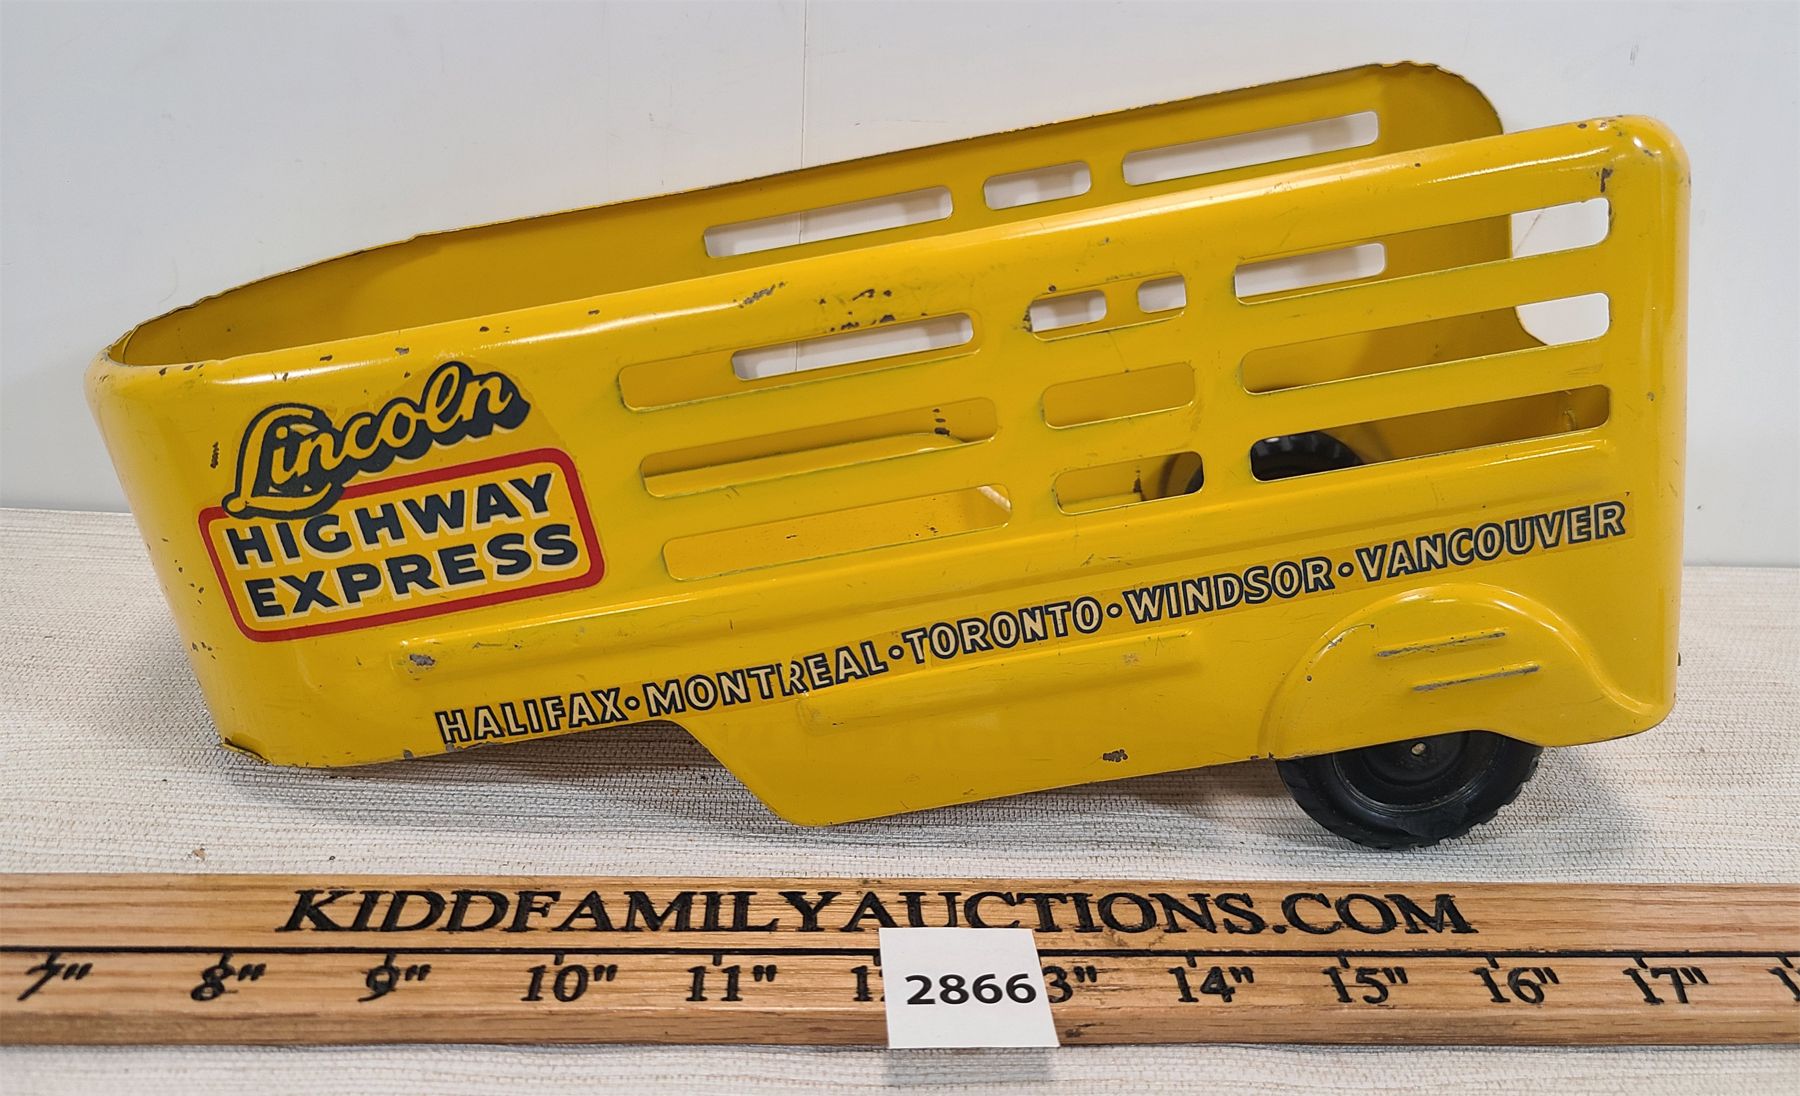 Lincoln
HIGHWAY
EXPRESS
HALIFAX • MONTREAL • TORONTO • WINDSOR • VANCOUVER
KIDDFAMILYAUCTIONS.COM
7" 8" 9" 10" 11" 3" 14" 15" 16" 17"
2866